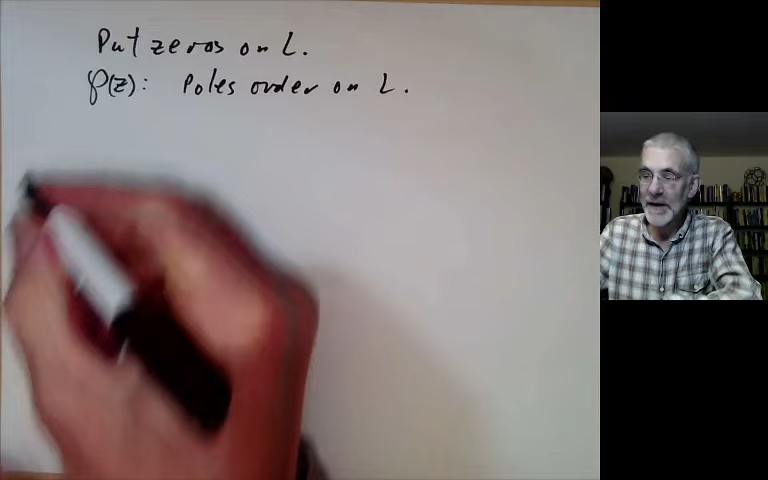 Put zeros on L.
℘(z): Poles order on L.